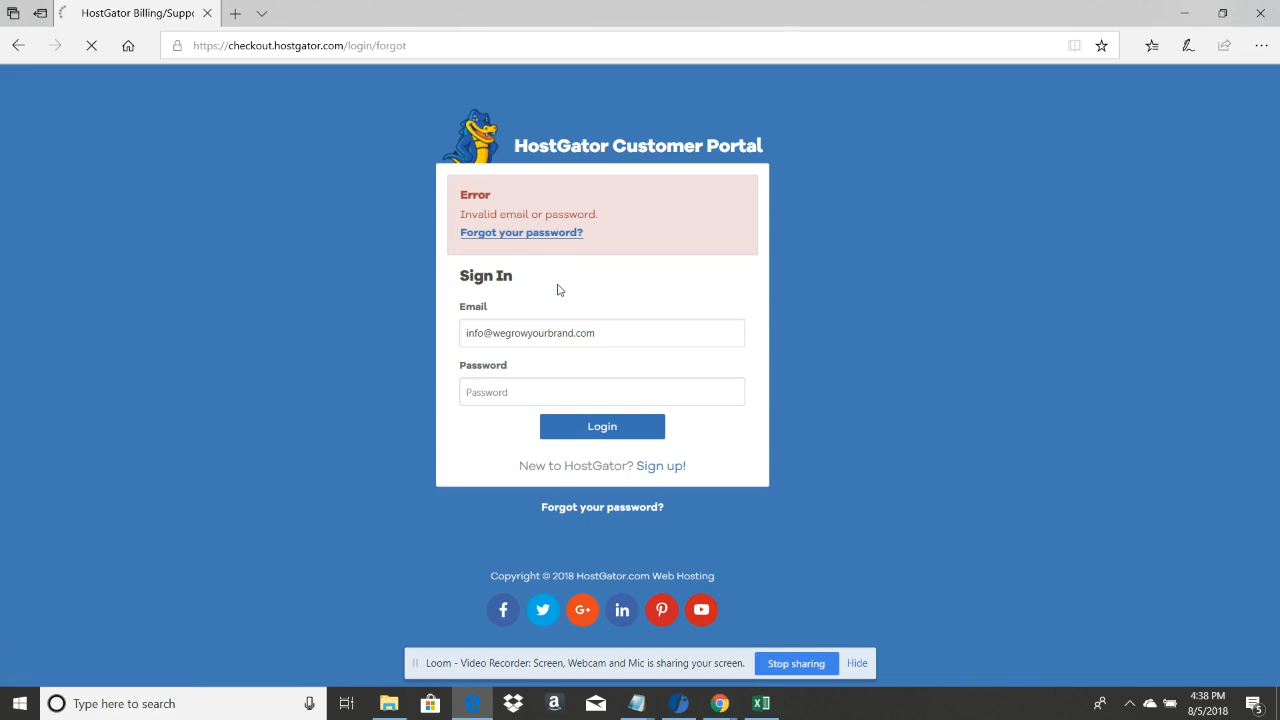 HostGator Billing/Suppo
https://checkout.hostgator.com/login/forgot
HostGator Customer Portal
Error
Invalid email or password.
Forgot your password?
Sign In
Email
info@wegrowyourbrand.com
Password
Password
Login
New to HostGator? Sign up!
Forgot your password?
Copyright © 2018 HostGator.com Web Hosting
Loom - Video Recorder: Screen, Webcam and Mic is sharing your screen.
Stop sharing
Hide
Type here to search
4:38 PM
8/5/2018
5